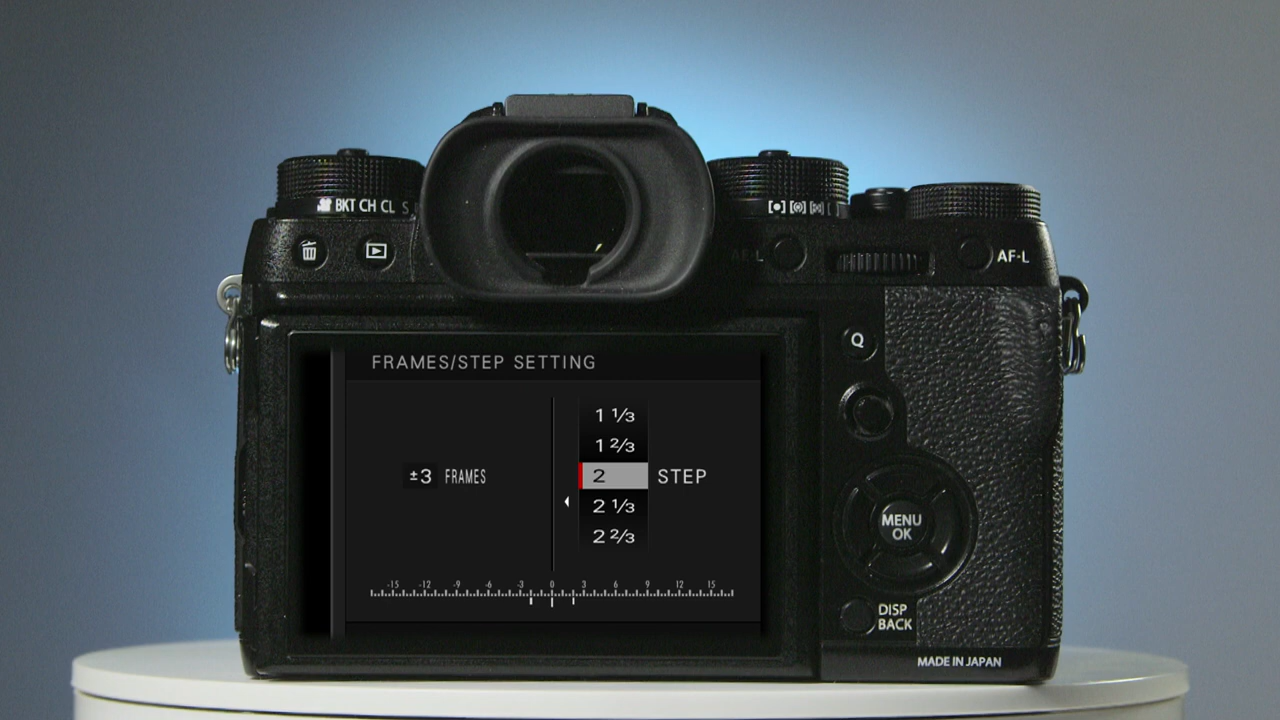 BKT CH CL S
AF-L
FRAMES/STEP SETTING
Q
1 1/3
1 2/3
±3 FRAMES
2 STEP
2 1/3
2 2/3
MENU
OK
-15 -12 -9 -6 -3 0 3 6 9 12 15
DISP
BACK
MADE IN JAPAN